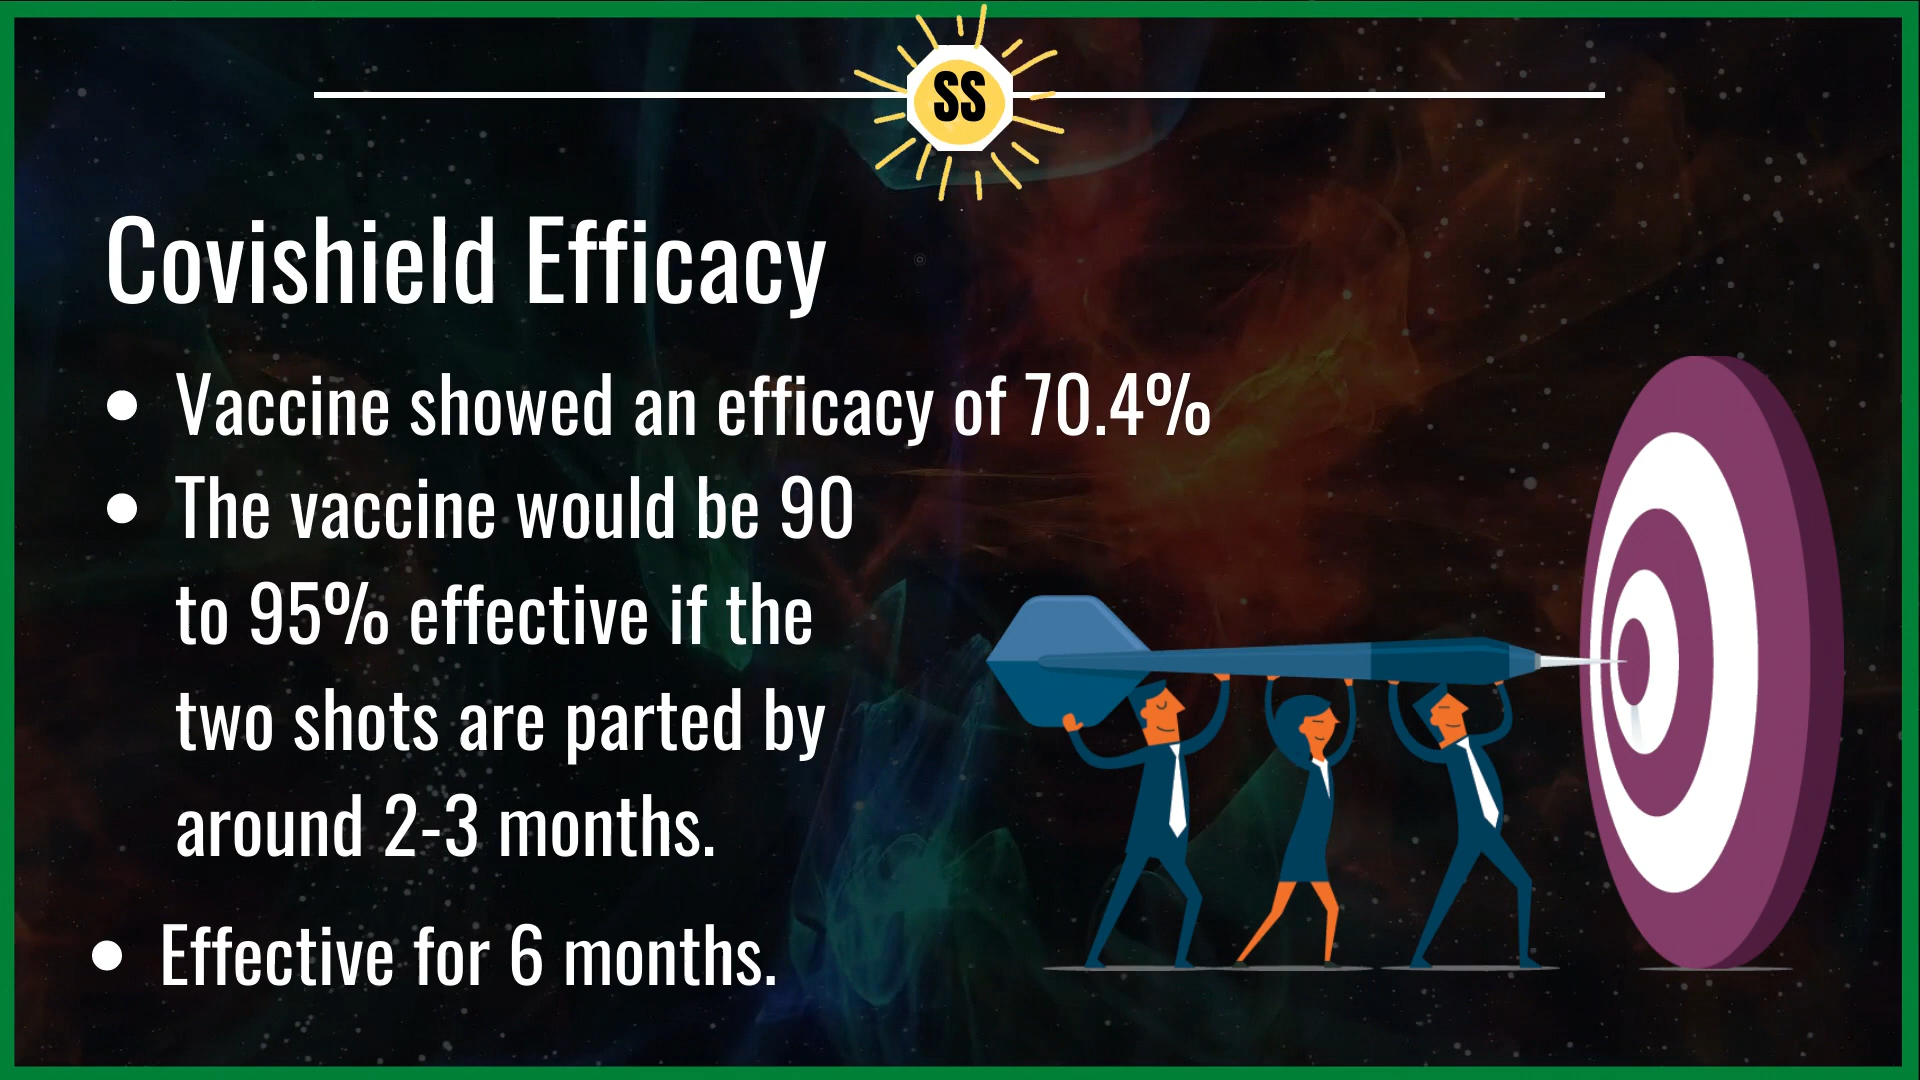 SS
Covishield Efficacy
• Vaccine showed an efficacy of 70.4%
• The vaccine would be 90
to 95% effective if the
two shots are parted by
around 2-3 months.
• Effective for 6 months.